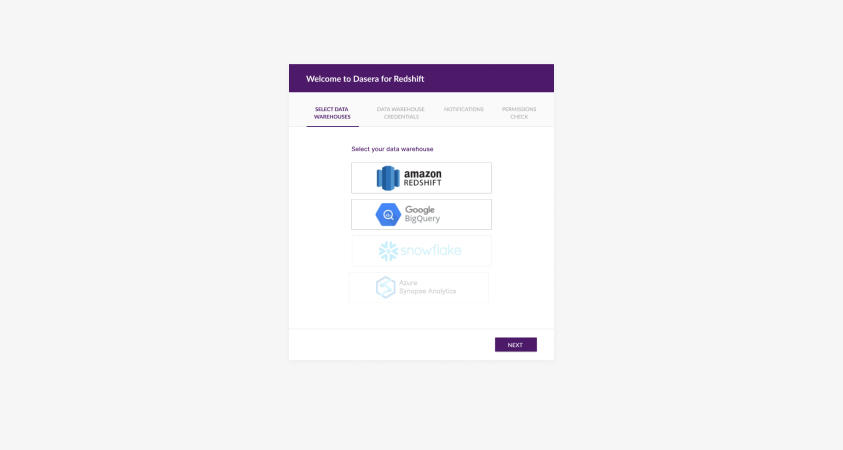 Welcome to Dasera for Redshift
SELECT DATA
WAREHOUSES
DATA WAREHOUSE
CREDENTIALS
NOTIFICATIONS
PERMISSIONS
CHECK
Select your data warehouse
amazon
REDSHIFT
Google
BigQuery
snowflake
Azure
Synapse Analytics
NEXT